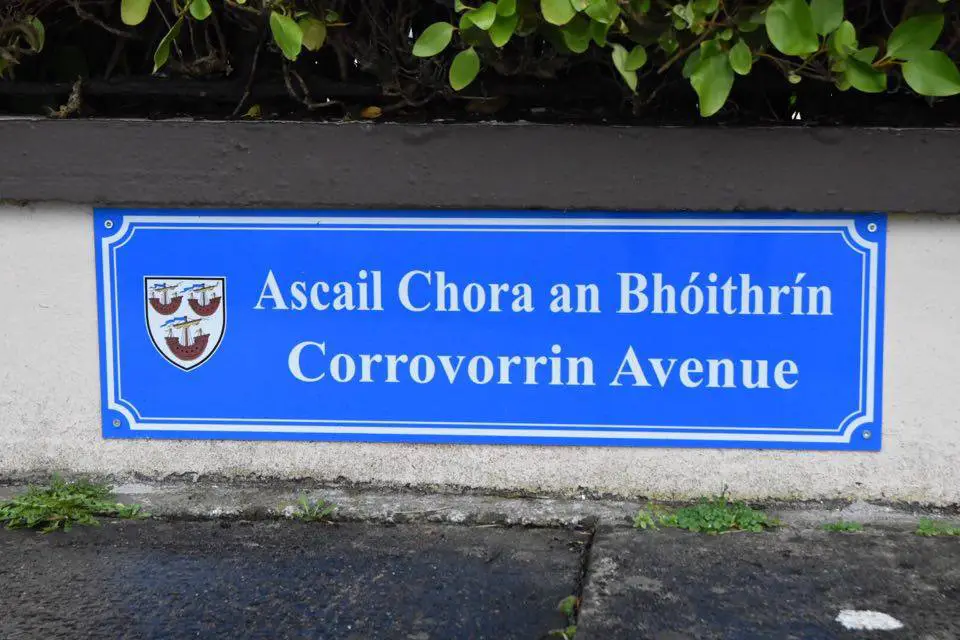 Ascail Chora an Bhóithrín
Corrovorrin Avenue